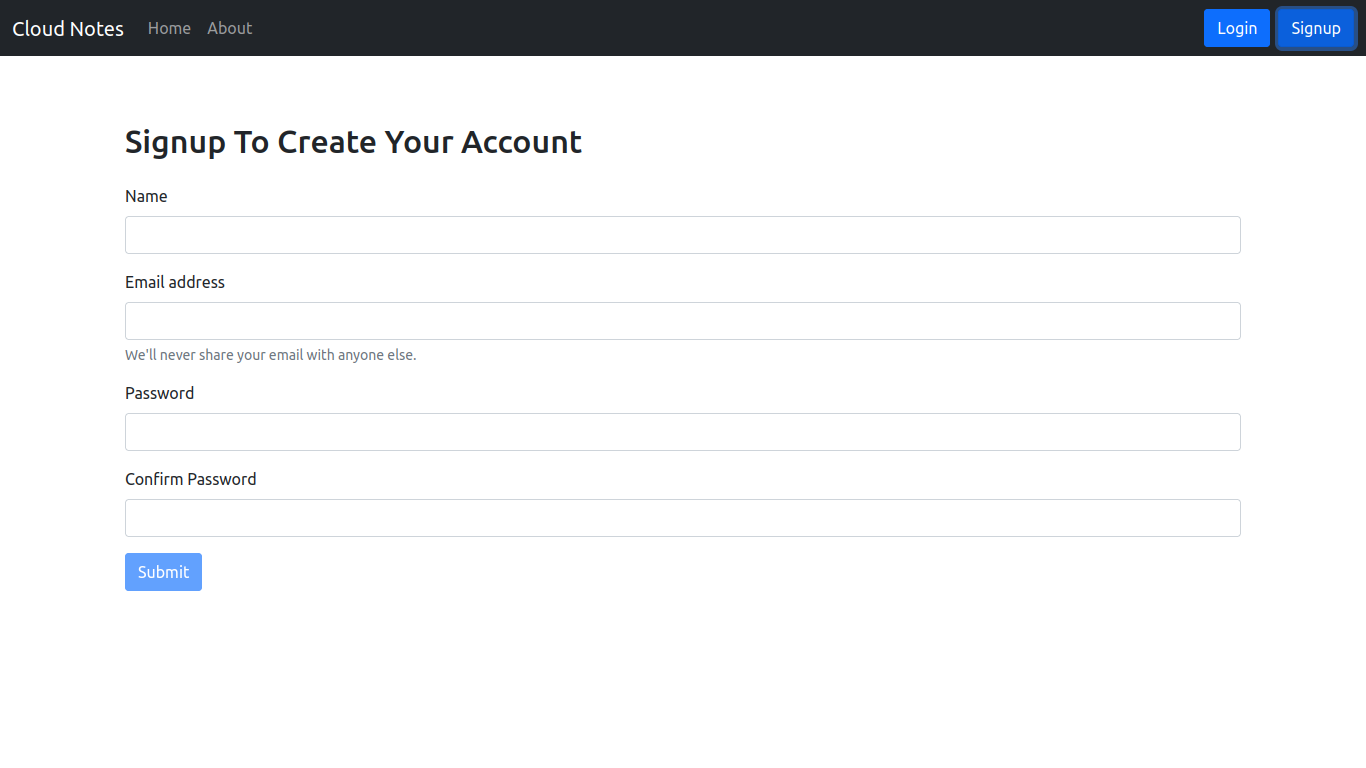 Cloud Notes Home About Login Signup
Signup To Create Your Account
Name
Email address
We'll never share your email with anyone else.
Password
Confirm Password
Submit